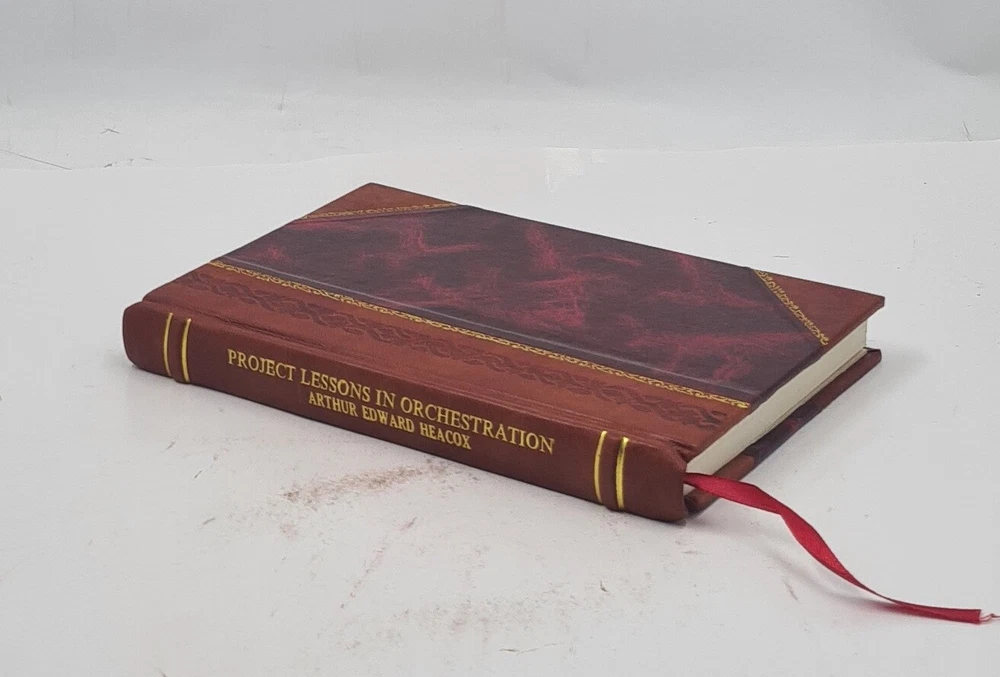 PROJECT LESSONS IN ORCHESTRATION
ARTHUR EDWARD HEACOX